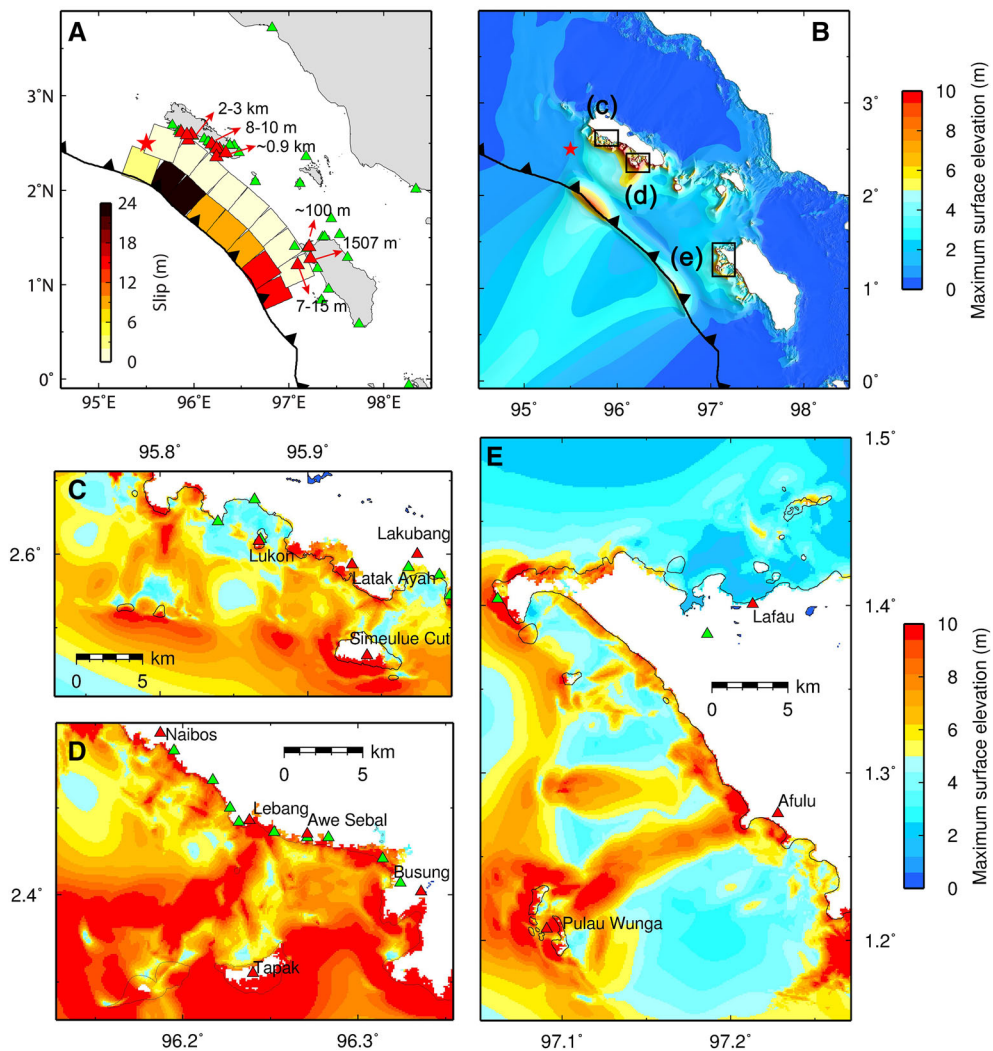 A
3°N
2°N
1°N
0°
95°E
96°E
97°E
98°E
2-3 km
8-10 m
~0.9 km
~100 m
1507 m
7-15 m
24
18
12
6
0
Slip (m)
B
(c)
(d)
(e)
3°
2°
1°
0°
95°
96°
97°
98°
10
8
6
4
2
0
Maximum surface elevation (m)
95.8°
95.9°
C
2.6°
Lukon
Lakubang
Latak Ayah
Simeulue Cut
km
0
5
D
2.4°
96.2°
96.3°
Naibos
km
0
5
Lebang
Awe Sebal
Busung
Tapak
E
1.5°
1.4°
1.3°
1.2°
97.1°
97.2°
Lafau
km
0
5
Afulu
Pulau Wunga
10
8
6
4
2
0
Maximum surface elevation (m)